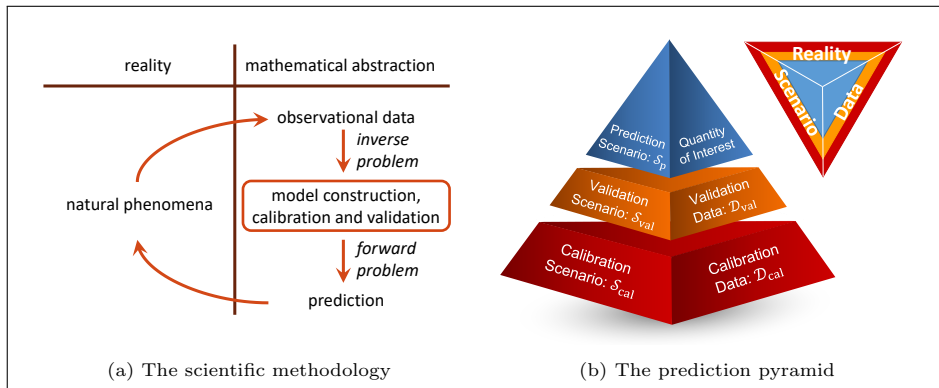 reality
mathematical abstraction
observational data
inverse
problem
natural phenomena
model construction,
calibration and validation
forward
problem
prediction
(a) The scientific methodology
Reality
Scenario
Data
Prediction
Scenario: 𝒮p
Quantity
of Interest
Validation
Scenario: 𝒮val
Validation
Data: 𝒟val
Calibration
Scenario: 𝒮cal
Calibration
Data: 𝒟cal
(b) The prediction pyramid